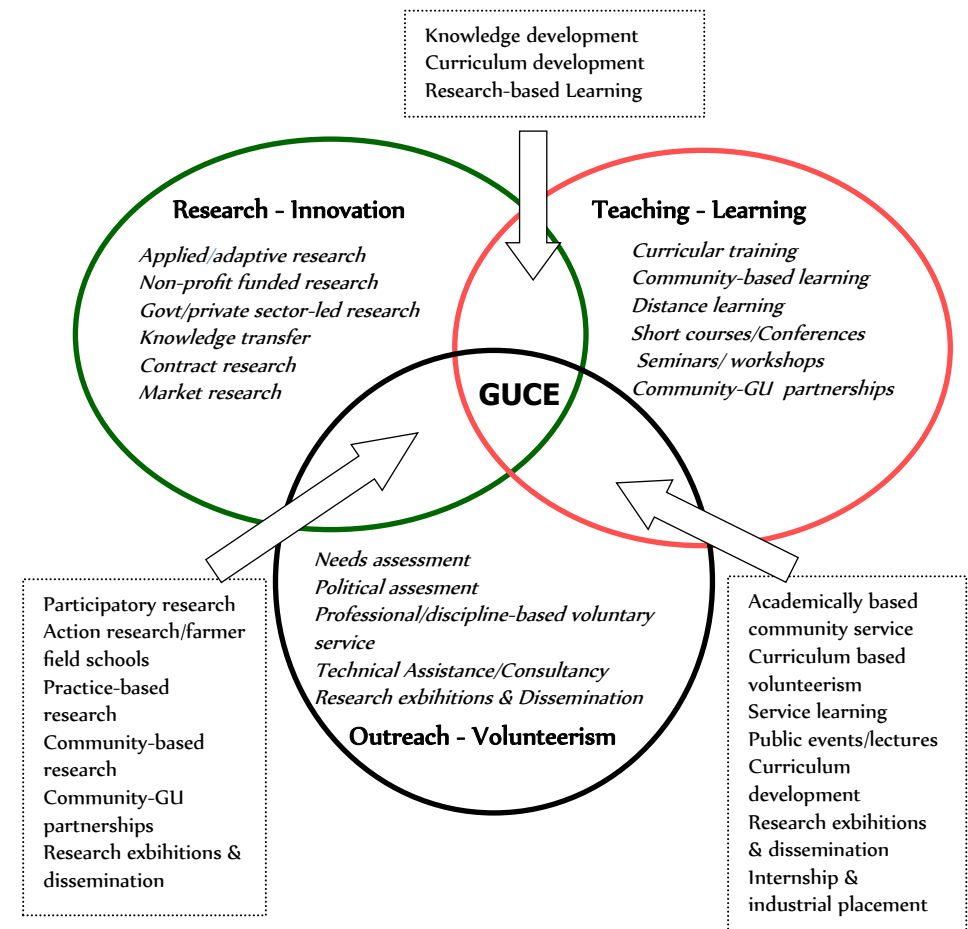 Knowledge development
Curriculum development
Research-based Learning
Research - Innovation
Applied/adaptive research
Non-profit funded research
Govt/private sector-led research
Knowledge transfer
Contract research
Market research
Teaching - Learning
Curricular training
Community-based learning
Distance learning
Short courses/Conferences
Seminars/ workshops
Community-GU partnerships
GUCE
Needs assessment
Political assesment
Professional/discipline-based voluntary
service
Technical Assistance/Consultancy
Research exbihitions & Dissemination
Outreach - Volunteerism
Participatory research
Action research/farmer
field schools
Practice-based
research
Community-based
research
Community-GU
partnerships
Research exbihitions &
dissemination
Academically based
community service
Curriculum based
volunteerism
Service learning
Public events/lectures
Curriculum
development
Research exbihitions
& dissemination
Internship &
industrial placement